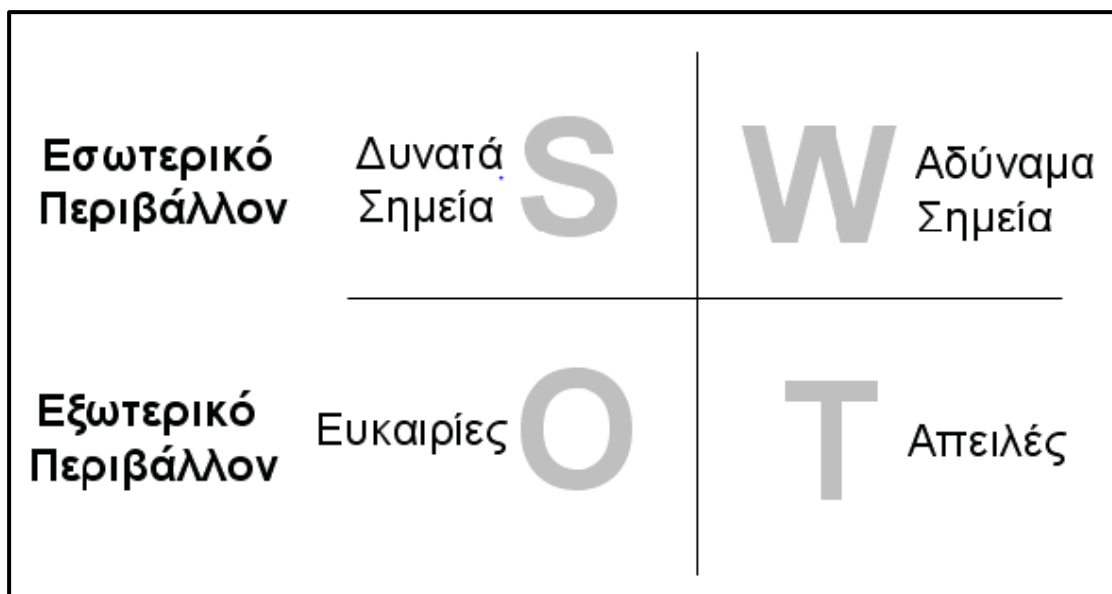 Εσωτερικό
Περιβάλλον
Δυνατά
Σημεία
S
W
Αδύναμα
Σημεία
Εξωτερικό
Περιβάλλον
Ευκαιρίες
O
T
Απειλές